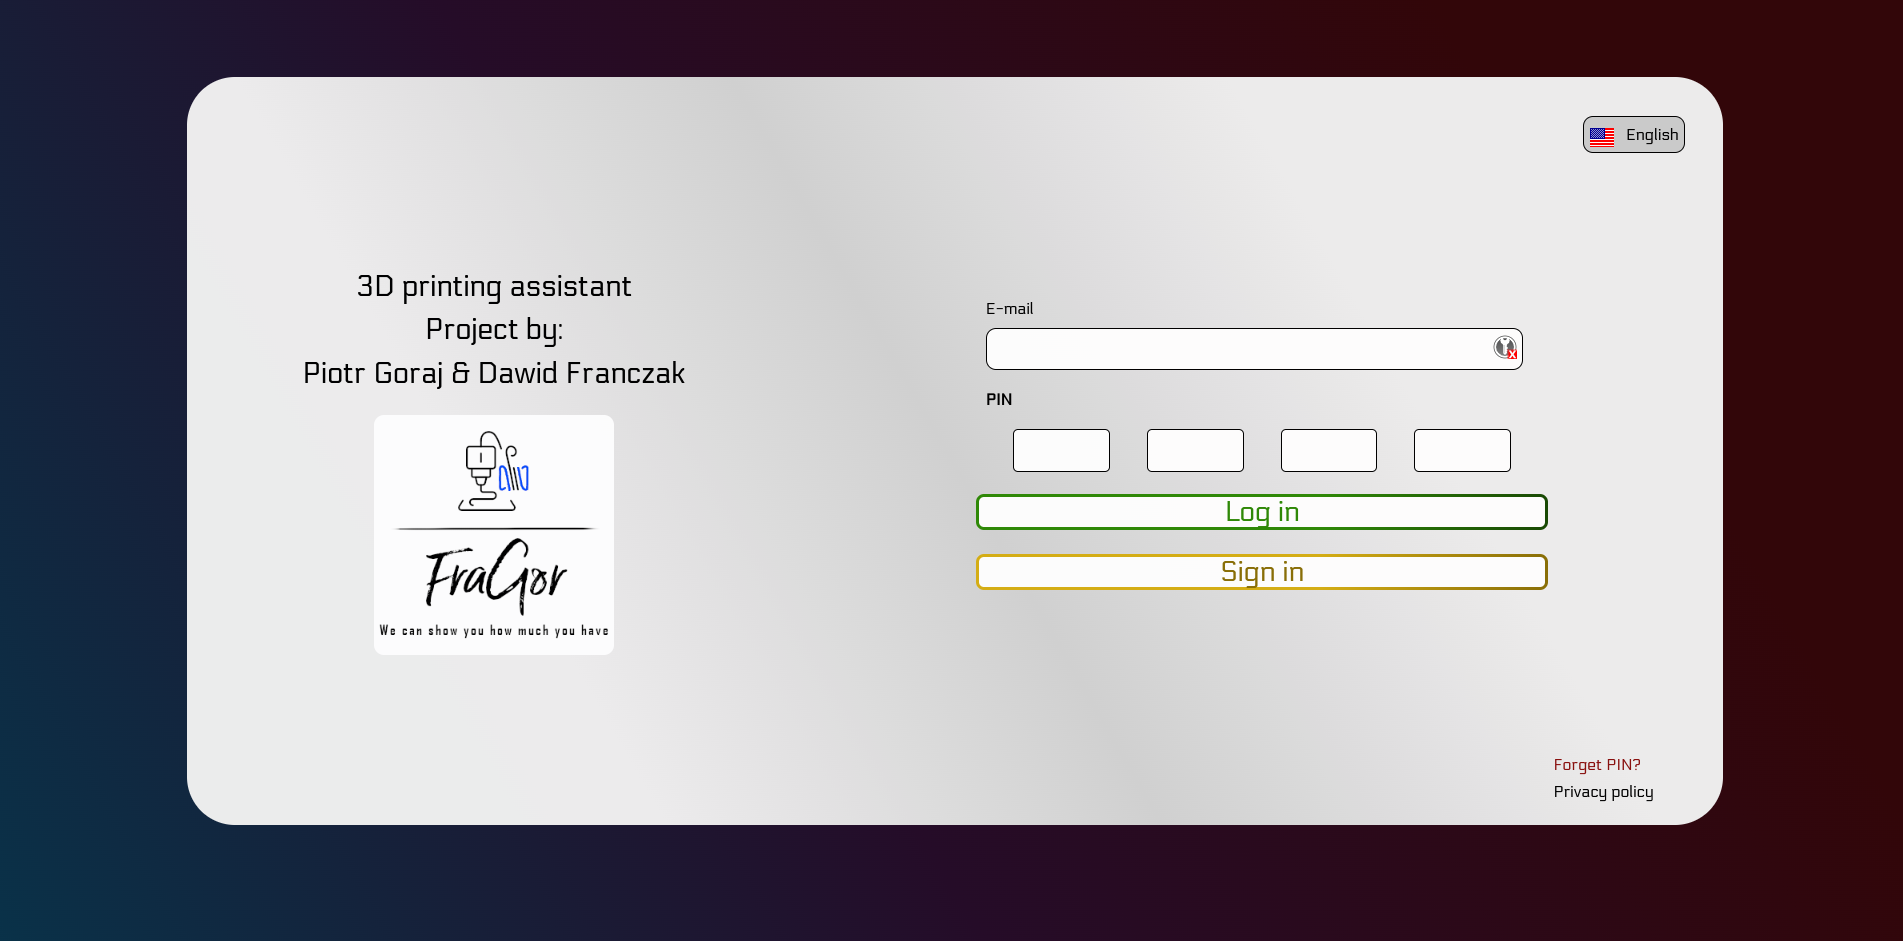 English
3D printing assistant
Project by:
Piotr Goraj & Dawid Franczak
FraGor
We can show you how much you have
E-mail
PIN
Log in
Sign in
Forget PIN?
Privacy policy